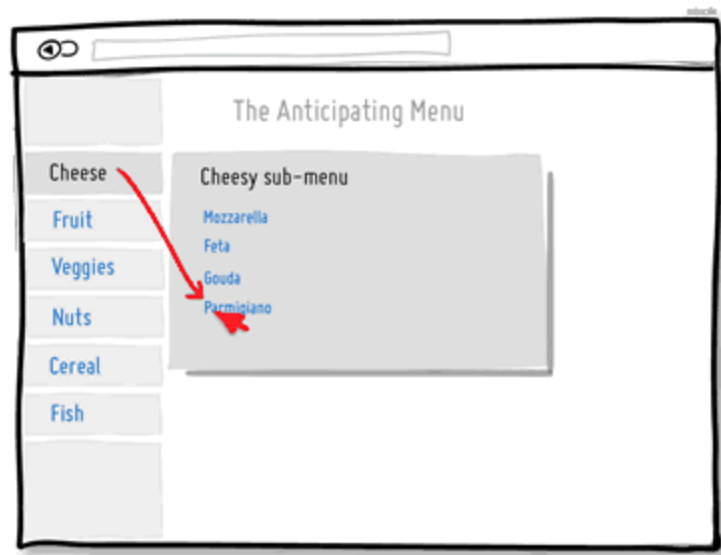 The Anticipating Menu
Cheese
Fruit
Veggies
Nuts
Cereal
Fish
Cheesy sub-menu
Mozzarella
Feta
Gouda
Parmigiano